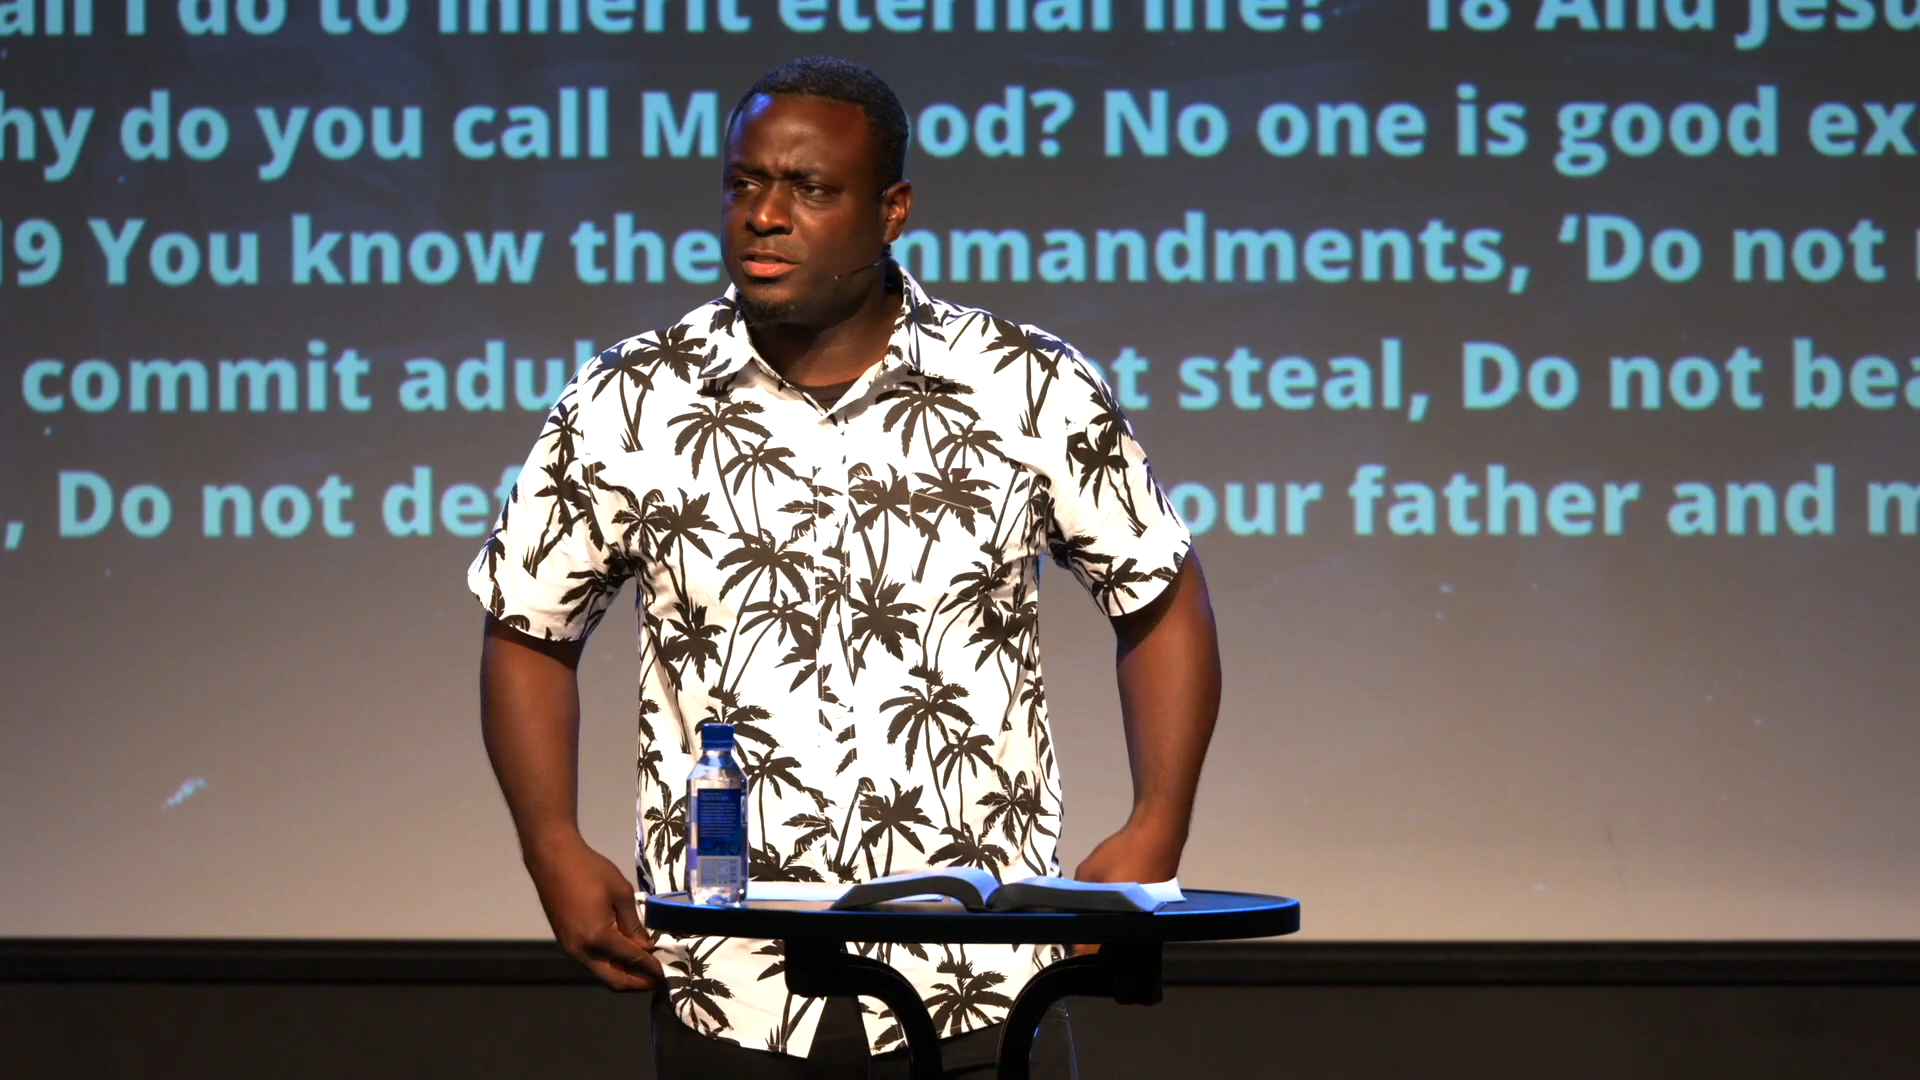 all I do to inherit eternal life?" 18 And Jesu
hy do you call M ood? No one is good ex
19 You know the mmandments, ‘Do not
commit adu t steal, Do not bea
, Do not def our father and m